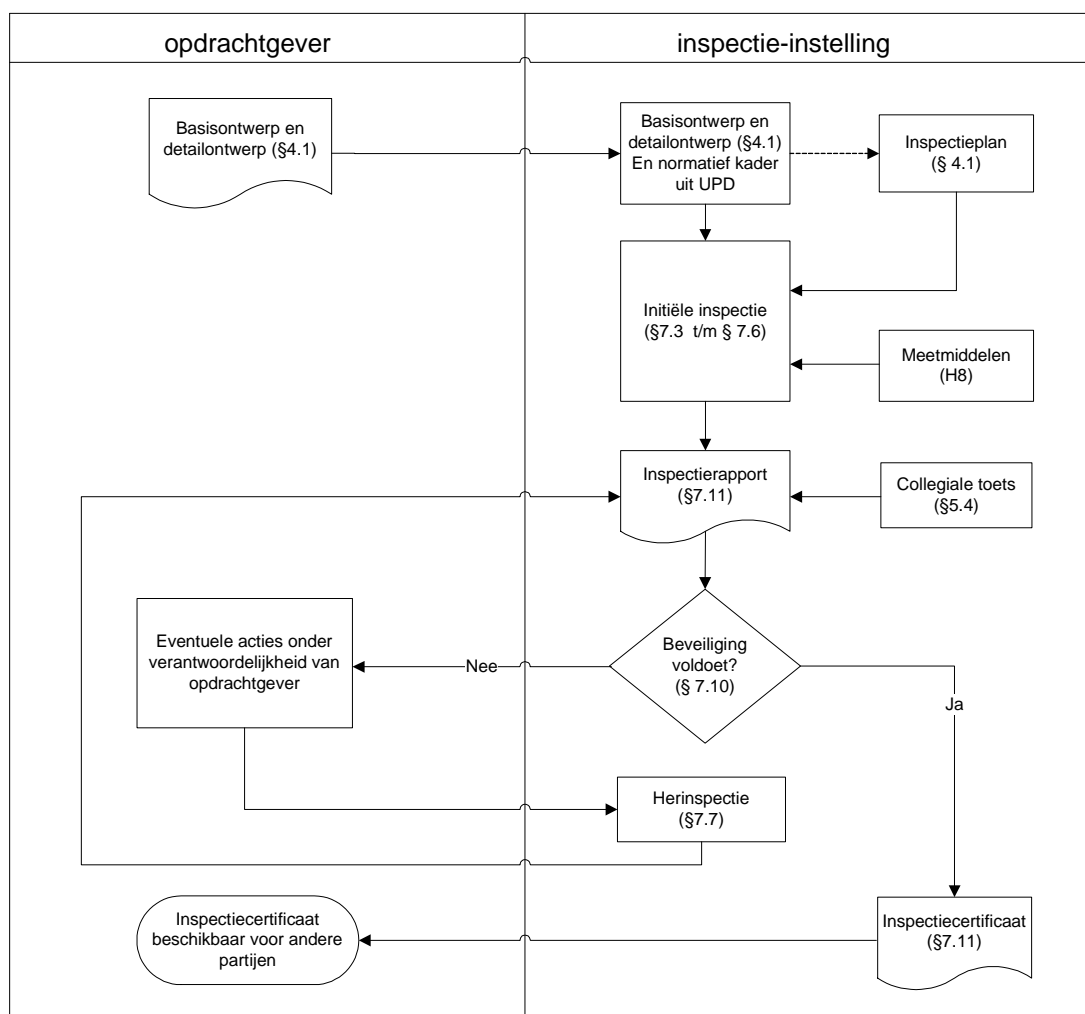 opdrachtgever
inspectie-instelling
Basisontwerp en
detailontwerp (§4.1)
Basisontwerp en
detailontwerp (§4.1)
En normatief kader
uit UPD
Inspectieplan
(§ 4.1)
Initiële inspectie
(§7.3 t/m § 7.6)
Meetmiddelen
(H8)
Inspectierapport
(§7.11)
Collegiale toets
(§5.4)
Eventuele acties onder
verantwoordelijkheid van
opdrachtgever
Nee
Beveiliging
voldoet?
(§ 7.10)
Ja
Herinspectie
(§7.7)
Inspectiecertificaat
beschikbaar voor andere
partijen
Inspectiecertificaat
(§7.11)